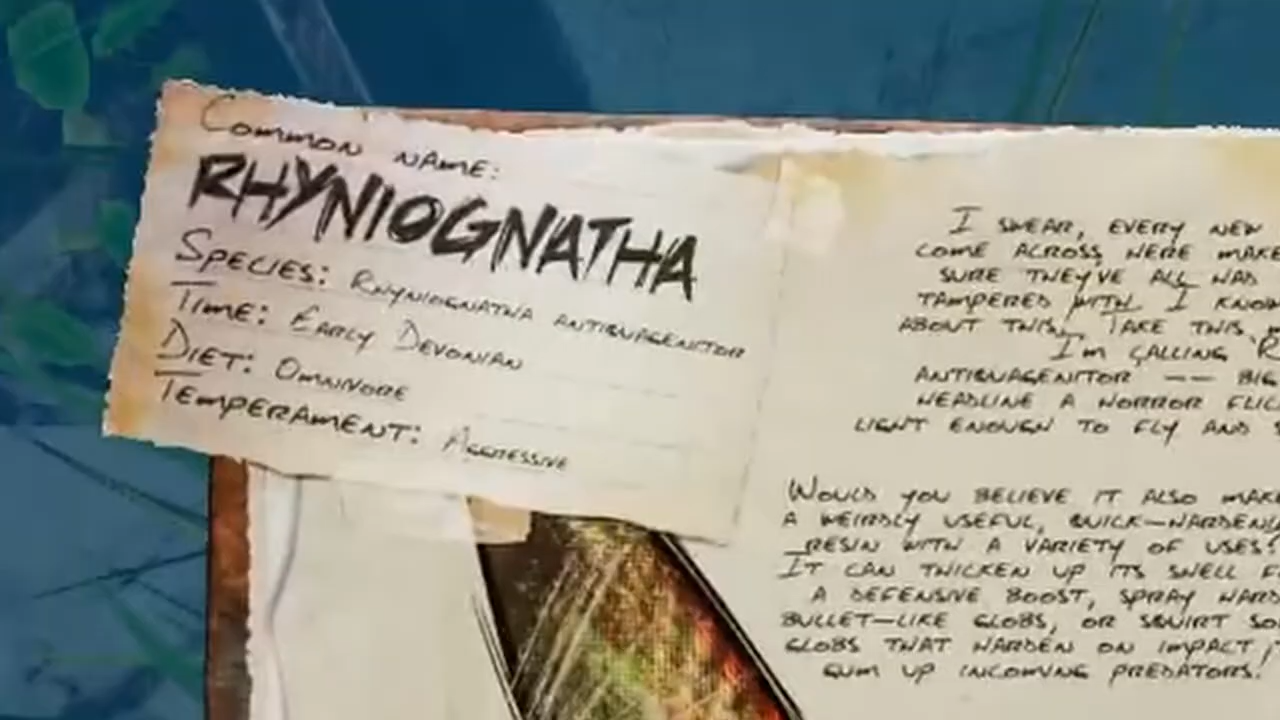 Common name:
RHYNIOGNATHA
Species: Rhyniognatha antiquagenitor
Time: Early Devonian
Diet: Omnivore
Temperament: Aggressive
I swear, every new
come across here make
sure they've all had
tampered with. I know
about this. Take this
I'm calling 'R
antiquagenitor -- big
headline a horror flic
light enough to fly and s
Would you believe it also mak
a weirdly useful, quick-hardeni
resin with a variety of uses?
It can thicken up its shell f
a defensive boost, spray hard
bullet-like globs, or squirt so
globs that harden on impact,
gum up incoming predators!